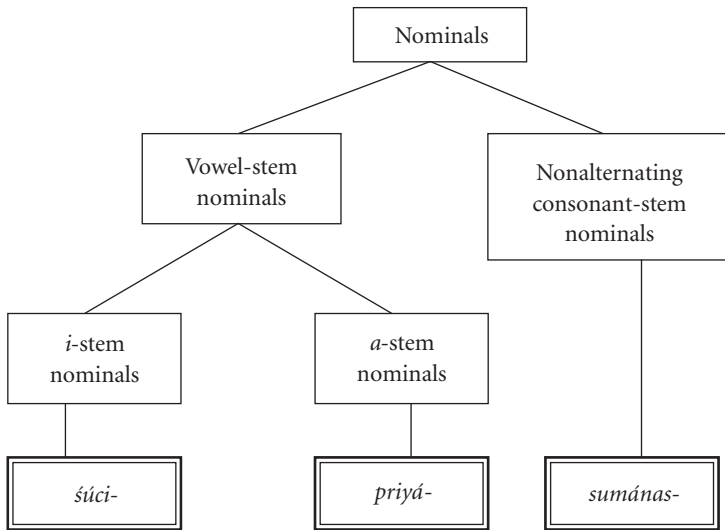 Nominals
Vowel-stem
nominals
Nonalternating
consonant-stem
nominals
i-stem
nominals
a-stem
nominals
śúci-
priyá-
sumánas-